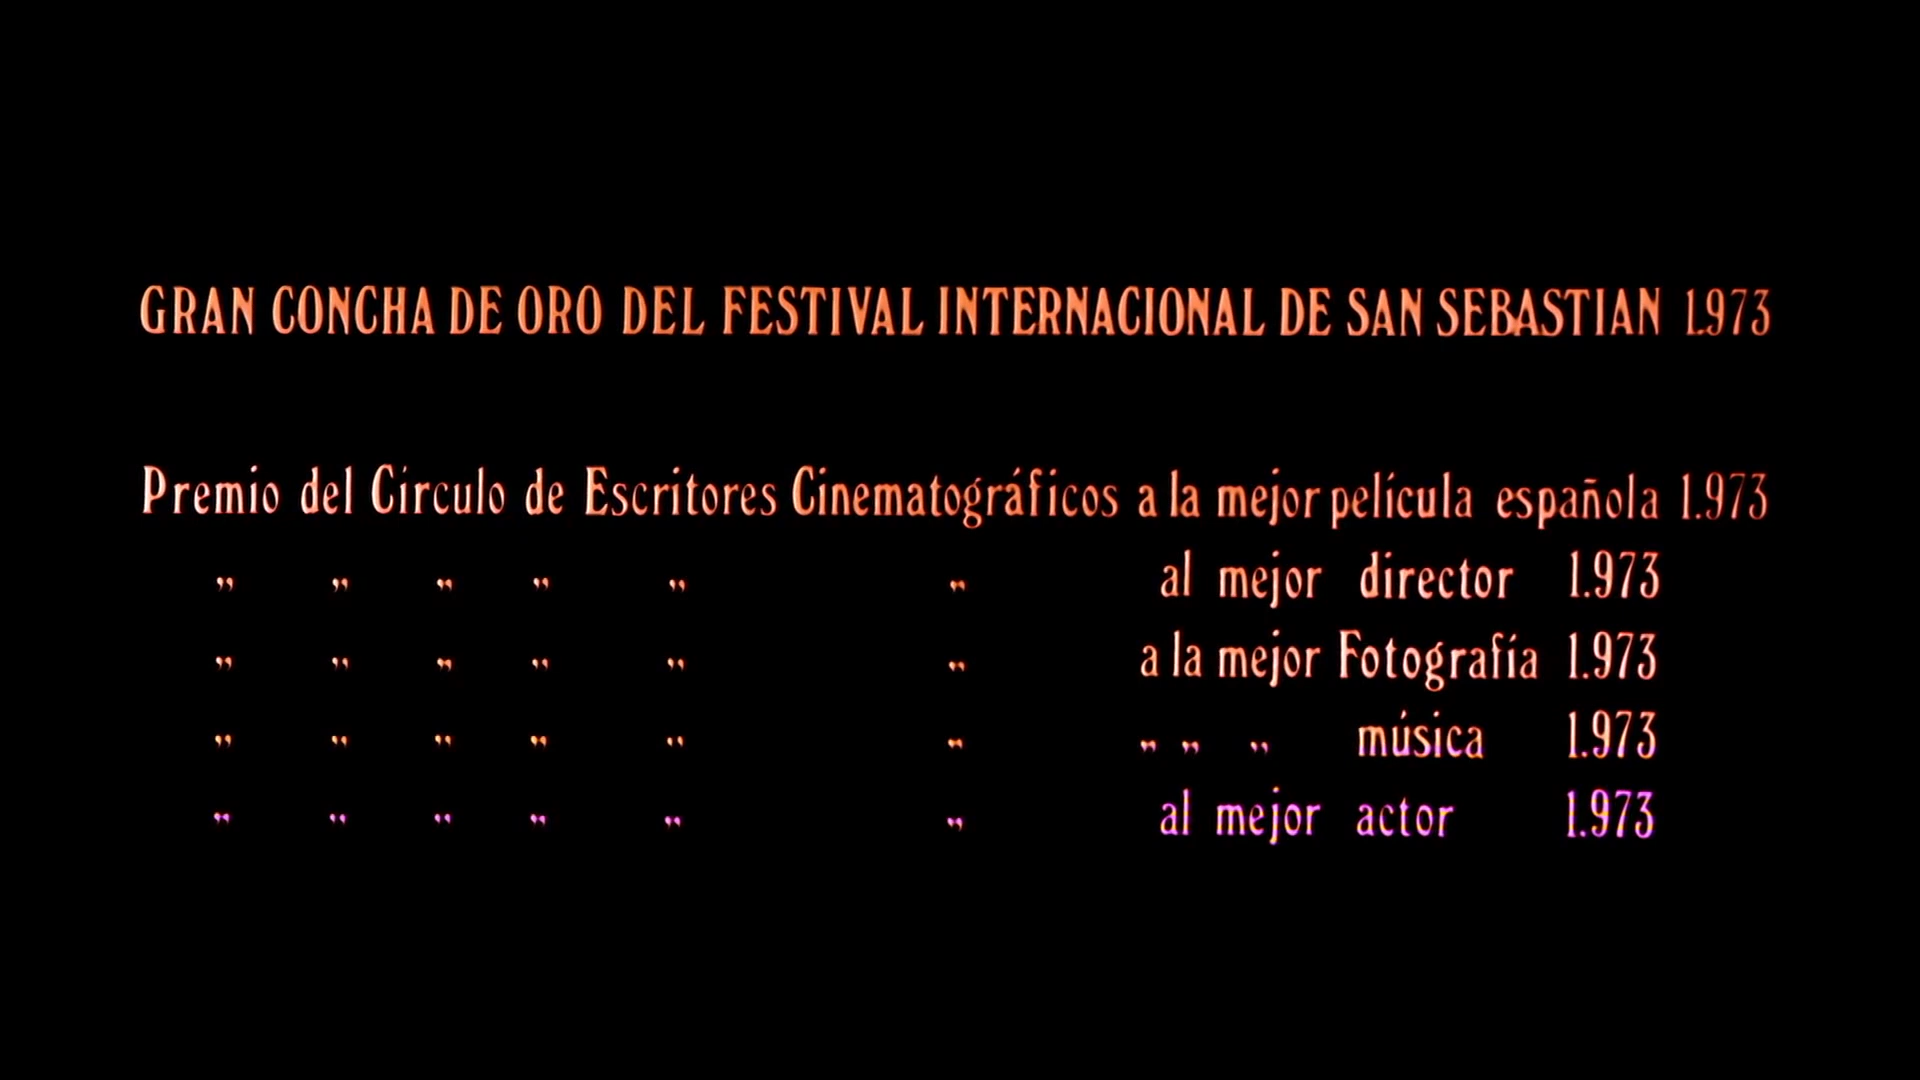 GRAN CONCHA DE ORO DEL FESTIVAL INTERNACIONAL DE SAN SEBASTIAN 1.973
Premio del Círculo de Escritores Cinematográficos a la mejor película española 1.973
” ” ” ” ” ” al mejor director 1.973
” ” ” ” ” ” a la mejor Fotografía 1.973
” ” ” ” ” ” ” ” ” música 1.973
” ” ” ” ” ” al mejor actor 1.973